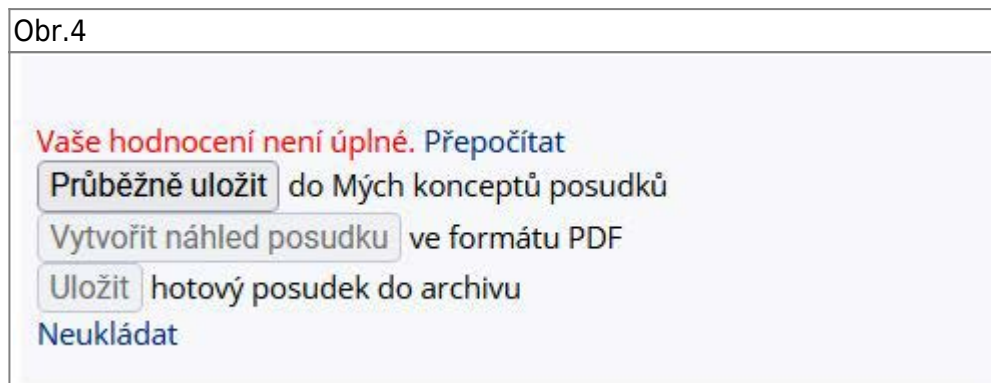 Obr.4
Vaše hodnocení není úplné. Přepočítat
Průběžně uložit do Mých konceptů posudků
Vytvořit náhled posudku ve formátu PDF
Uložit hotový posudek do archivu
Neukládat